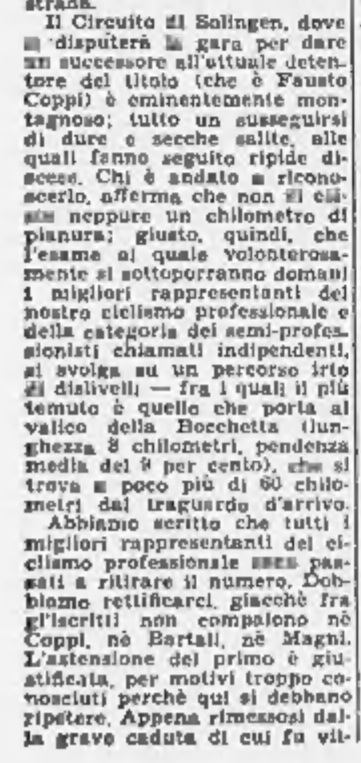 strada.
Il Circuito di Solingen, dove
si disputerà la gara per dare
un successore all'attuale deten-
tore del titolo (che è Fausto
Coppi) è eminentemente mon-
tagnoso; tutto un susseguirsi
di dure e secche salite, alle
quali fanno seguito ripide di-
scese. Chi è andato a ricono-
scerlo, afferma che non vi esi-
ste neppure un chilometro di
pianura; giusto, quindi, che
l'esame al quale volonterosa-
mente si sottoporranno domani
i migliori rappresentanti del
nostro ciclismo professionale e
della categoria dei semi-profes-
sionisti chiamati indipendenti,
si svolga su un percorso irto
di dislivelli — fra i quali il più
temuto è quello che porta al
valico della Bocchetta (lun-
ghezza 8 chilometri, pendenza
media del 9 per cento), che si
trova a poco più di 60 chilo-
metri dal traguardo d'arrivo.
Abbiamo scritto che tutti i
migliori rappresentanti del ci-
clismo professionale pas-
sati a ritirare il numero. Dob-
biamo rettificarci, giacchè fra
gl'iscritti non compaiono nè
Coppi, nè Bartali, nè Magni.
L'astensione del primo è giu-
stificata, per motivi troppo co-
nosciuti perchè qui si debbano
ripetere. Appena rimessosi dal-
la grave caduta di cui fu vit-